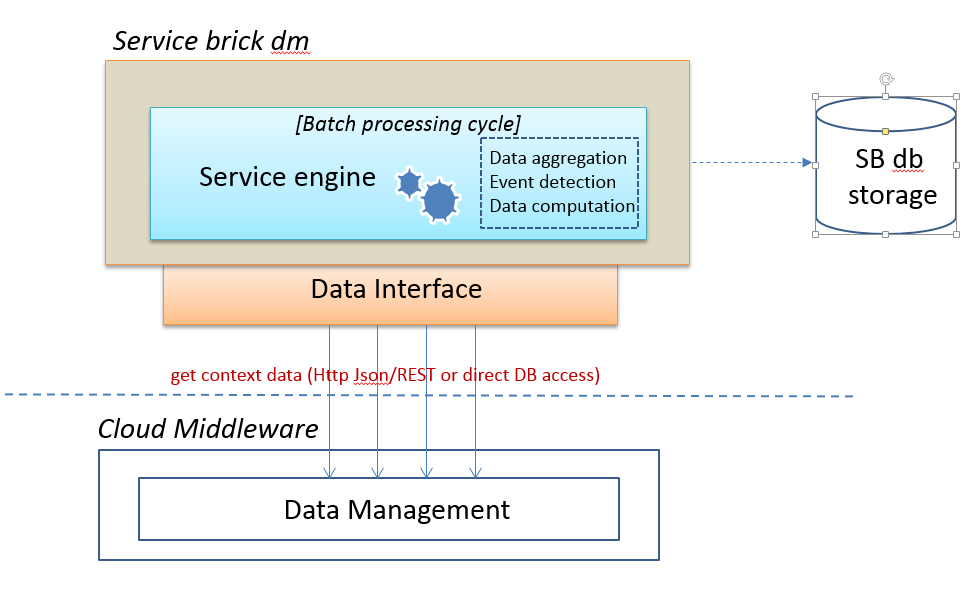 Service brick dm
[Batch processing cycle]
Service engine
Data aggregation
Event detection
Data computation
SB db
storage
Data Interface
get context data (Http Json/REST or direct DB access)
Cloud Middleware
Data Management